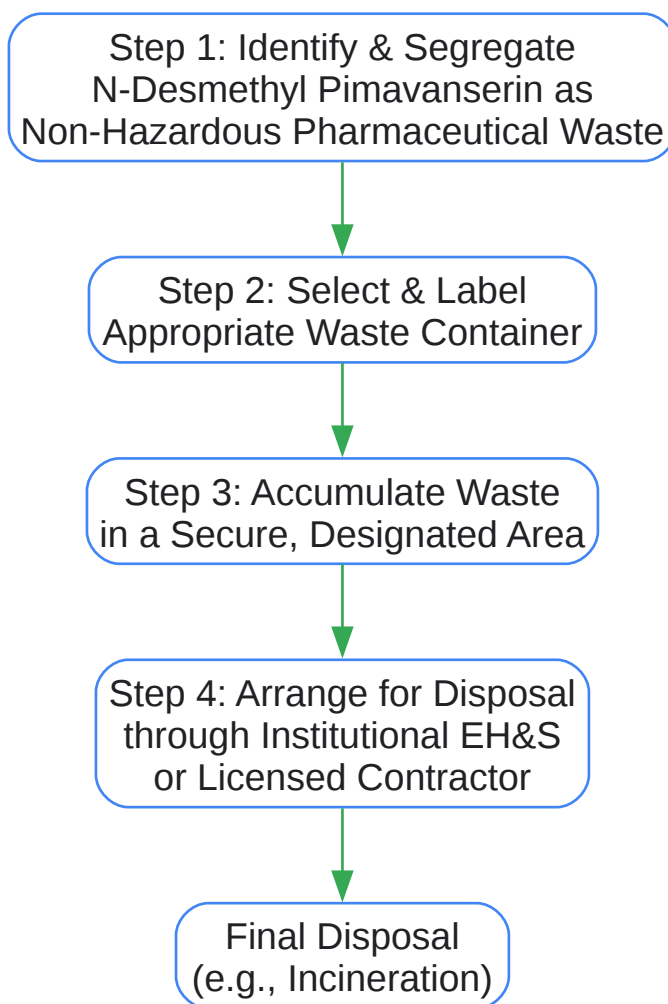 Step 1: Identify & Segregate
N-Desmethyl Pimavanserin as
Non-Hazardous Pharmaceutical Waste
Step 2: Select & Label
Appropriate Waste Container
Step 3: Accumulate Waste
in a Secure, Designated Area
Step 4: Arrange for Disposal
through Institutional EH&S
or Licensed Contractor
Final Disposal
(e.g., Incineration)